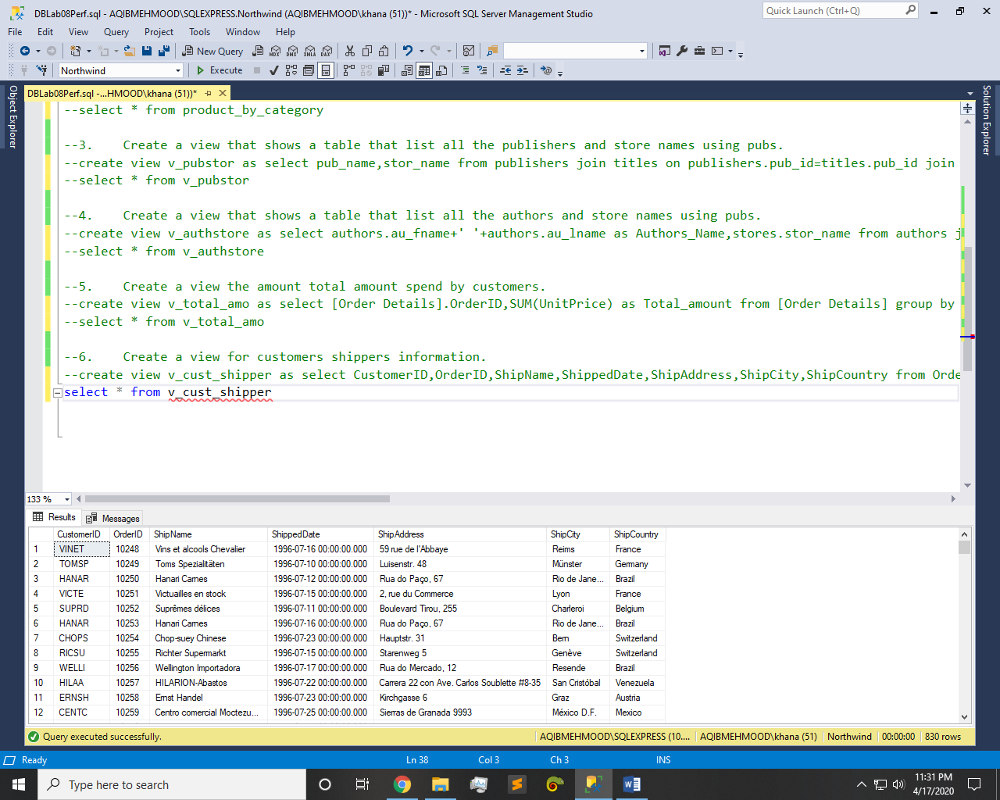 DBLab08Perf.sql - AQIBMEHMOOD\SQLEXPRESS.Northwind (AQIBMEHMOOD\khana (51))* - Microsoft SQL Server Management Studio
Quick Launch (Ctrl+Q)
File Edit View Query Project Tools Window Help
New Query
MDX DMX XMLA DAX
Northwind
Execute
DBLab08Perf.sql -...HMOOD\khana (51))*
Object Explorer
Solution Explorer
--select * from product_by_category
--3. Create a view that shows a table that list all the publishers and store names using pubs.
--create view v_pubstor as select pub_name,stor_name from publishers join titles on publishers.pub_id=titles.pub_id join
--select * from v_pubstor
--4. Create a view that shows a table that list all the authors and store names using pubs.
--create view v_authstore as select authors.au_fname+' '+authors.au_lname as Authors_Name,stores.stor_name from authors j
--select * from v_authstore
--5. Create a view the amount total amount spend by customers.
--create view v_total_amo as select [Order Details].OrderID,SUM(UnitPrice) as Total_amount from [Order Details] group by
--select * from v_total_amo
--6. Create a view for customers shippers information.
--create view v_cust_shipper as select CustomerID,OrderID,ShipName,ShippedDate,ShipAddress,ShipCity,ShipCountry from Orde
select * from v_cust_shipper
133 %
Results Messages
CustomerID OrderID ShipName ShippedDate ShipAddress ShipCity ShipCountry
1 VINET 10248 Vins et alcools Chevalier 1996-07-16 00:00:00.000 59 rue de l'Abbaye Reims France
2 TOMSP 10249 Toms Spezialitäten 1996-07-10 00:00:00.000 Luisenstr. 48 Münster Germany
3 HANAR 10250 Hanari Carnes 1996-07-12 00:00:00.000 Rua do Paço, 67 Rio de Jane... Brazil
4 VICTE 10251 Victuailles en stock 1996-07-15 00:00:00.000 2, rue du Commerce Lyon France
5 SUPRD 10252 Suprêmes délices 1996-07-11 00:00:00.000 Boulevard Tirou, 255 Charleroi Belgium
6 HANAR 10253 Hanari Carnes 1996-07-16 00:00:00.000 Rua do Paço, 67 Rio de Jane... Brazil
7 CHOPS 10254 Chop-suey Chinese 1996-07-23 00:00:00.000 Hauptstr. 31 Bern Switzerland
8 RICSU 10255 Richter Supermarkt 1996-07-15 00:00:00.000 Starenweg 5 Genève Switzerland
9 WELLI 10256 Wellington Importadora 1996-07-17 00:00:00.000 Rua do Mercado, 12 Resende Brazil
10 HILAA 10257 HILARION-Abastos 1996-07-22 00:00:00.000 Carrera 22 con Ave. Carlos Soublette #8-35 San Cristóbal Venezuela
11 ERNSH 10258 Ernst Handel 1996-07-23 00:00:00.000 Kirchgasse 6 Graz Austria
12 CENTC 10259 Centro comercial Moctezu... 1996-07-25 00:00:00.000 Sierras de Granada 9993 México D.F. Mexico
Query executed successfully. AQIBMEHMOOD\SQLEXPRESS (10.... AQIBMEHMOOD\khana (51) Northwind 00:00:00 830 rows
Ready Ln 38 Col 3 Ch 3 INS
Type here to search
11:31 PM
4/17/2020